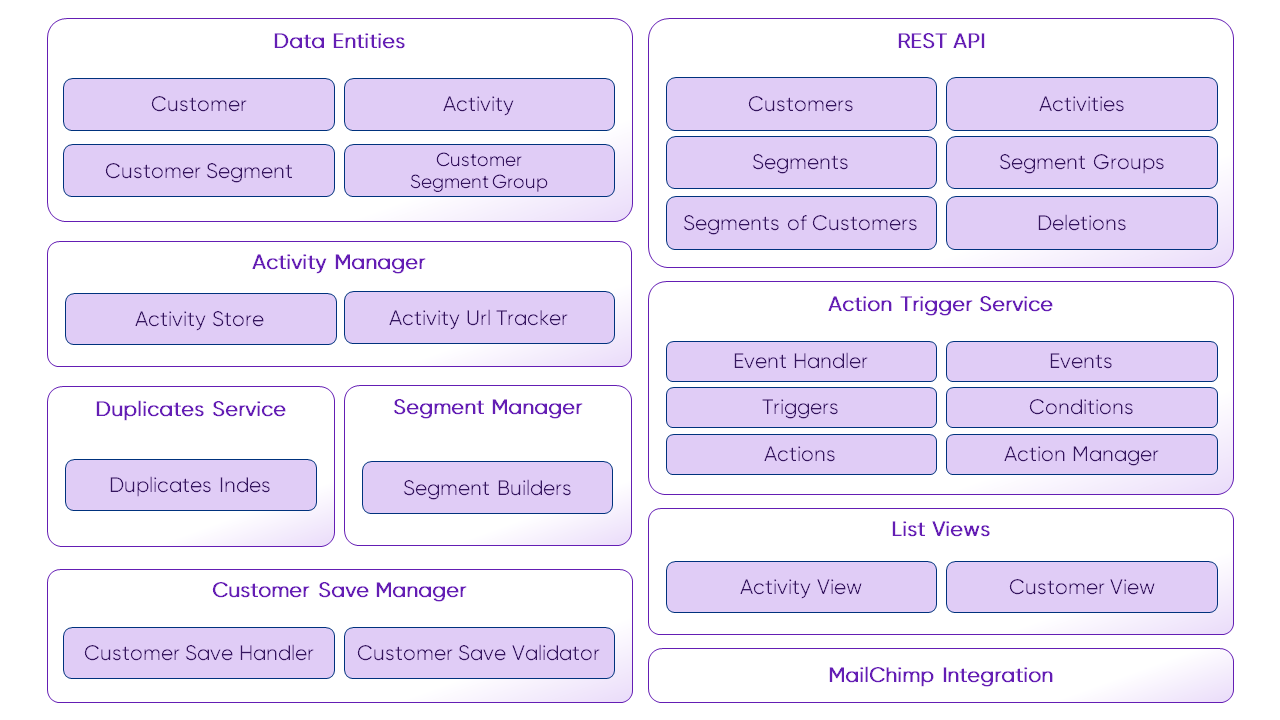 Data Entities
Customer
Activity
Customer Segment
Customer
Segment Group
Activity Manager
Activity Store
Activity Url Tracker
Duplicates Service
Duplicates Indes
Segment Manager
Segment Builders
Customer Save Manager
Customer Save Handler
Customer Save Validator
REST API
Customers
Activities
Segments
Segment Groups
Segments of Customers
Deletions
Action Trigger Service
Event Handler
Events
Triggers
Conditions
Actions
Action Manager
List Views
Activity View
Customer View
MailChimp Integration